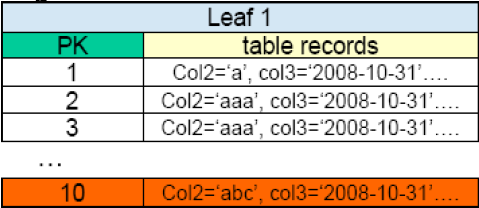 Leaf 1
PK table records
1 Col2='a', col3='2008-10-31'....
2 Col2='aaa', col3='2008-10-31'....
3 Col2='aaa', col3='2008-10-31'....
...
10 Col2='abc', col3='2008-10-31'....